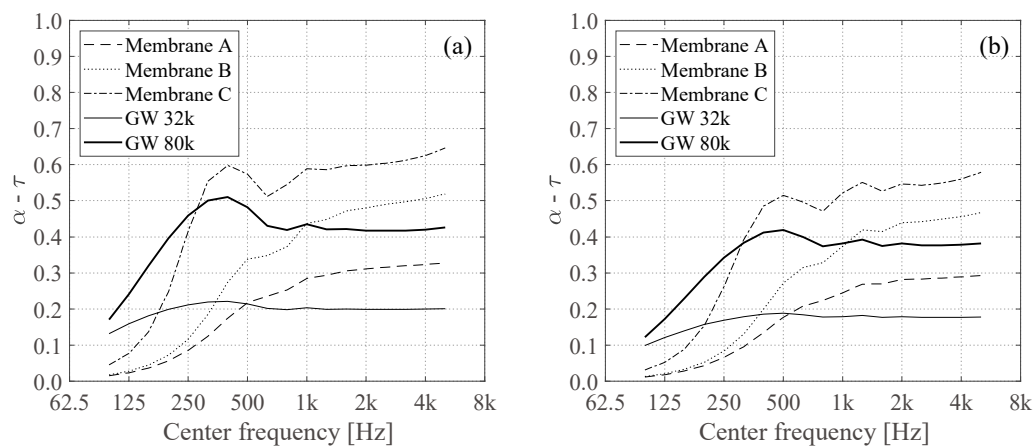 1.0
0.9
0.8
0.7
0.6
0.5
0.4
0.3
0.2
0.1
0.0
α - τ
62.5 125 250 500 1k 2k 4k 8k
Center frequency [Hz]
Membrane A
Membrane B
Membrane C
GW 32k
GW 80k
(a)
1.0
0.9
0.8
0.7
0.6
0.5
0.4
0.3
0.2
0.1
0.0
α - τ
62.5 125 250 500 1k 2k 4k 8k
Center frequency [Hz]
Membrane A
Membrane B
Membrane C
GW 32k
GW 80k
(b)